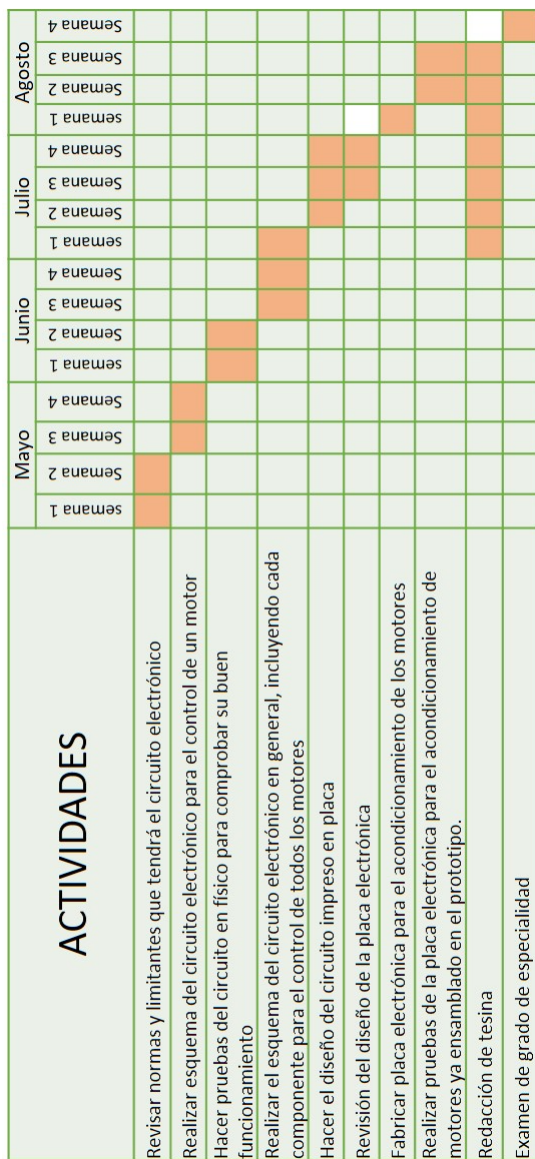 ACTIVIDADES
Mayo
Junio
Julio
Agosto
semana 1
Semana 2
Semana 3
Semana 4
semana 1
Semana 2
Semana 3
Semana 4
semana 1
Semana 2
Semana 3
Semana 4
semana 1
Semana 2
Semana 3
Semana 4
Revisar normas y limitantes que tendrá el circuito electrónico
Realizar esquema del circuito electrónico para el control de un motor
Hacer pruebas del circuito en físico para comprobar su buen
funcionamiento
Realizar el esquema del circuito electrónico en general, incluyendo cada
componente para el control de todos los motores
Hacer el diseño del circuito impreso en placa
Revisión del diseño de la placa electrónica
Fabricar placa electrónica para el acondicionamiento de los motores
Realizar pruebas de la placa electrónica para el acondicionamiento de
motores ya ensamblado en el prototipo.
Redacción de tesina
Examen de grado de especialidad